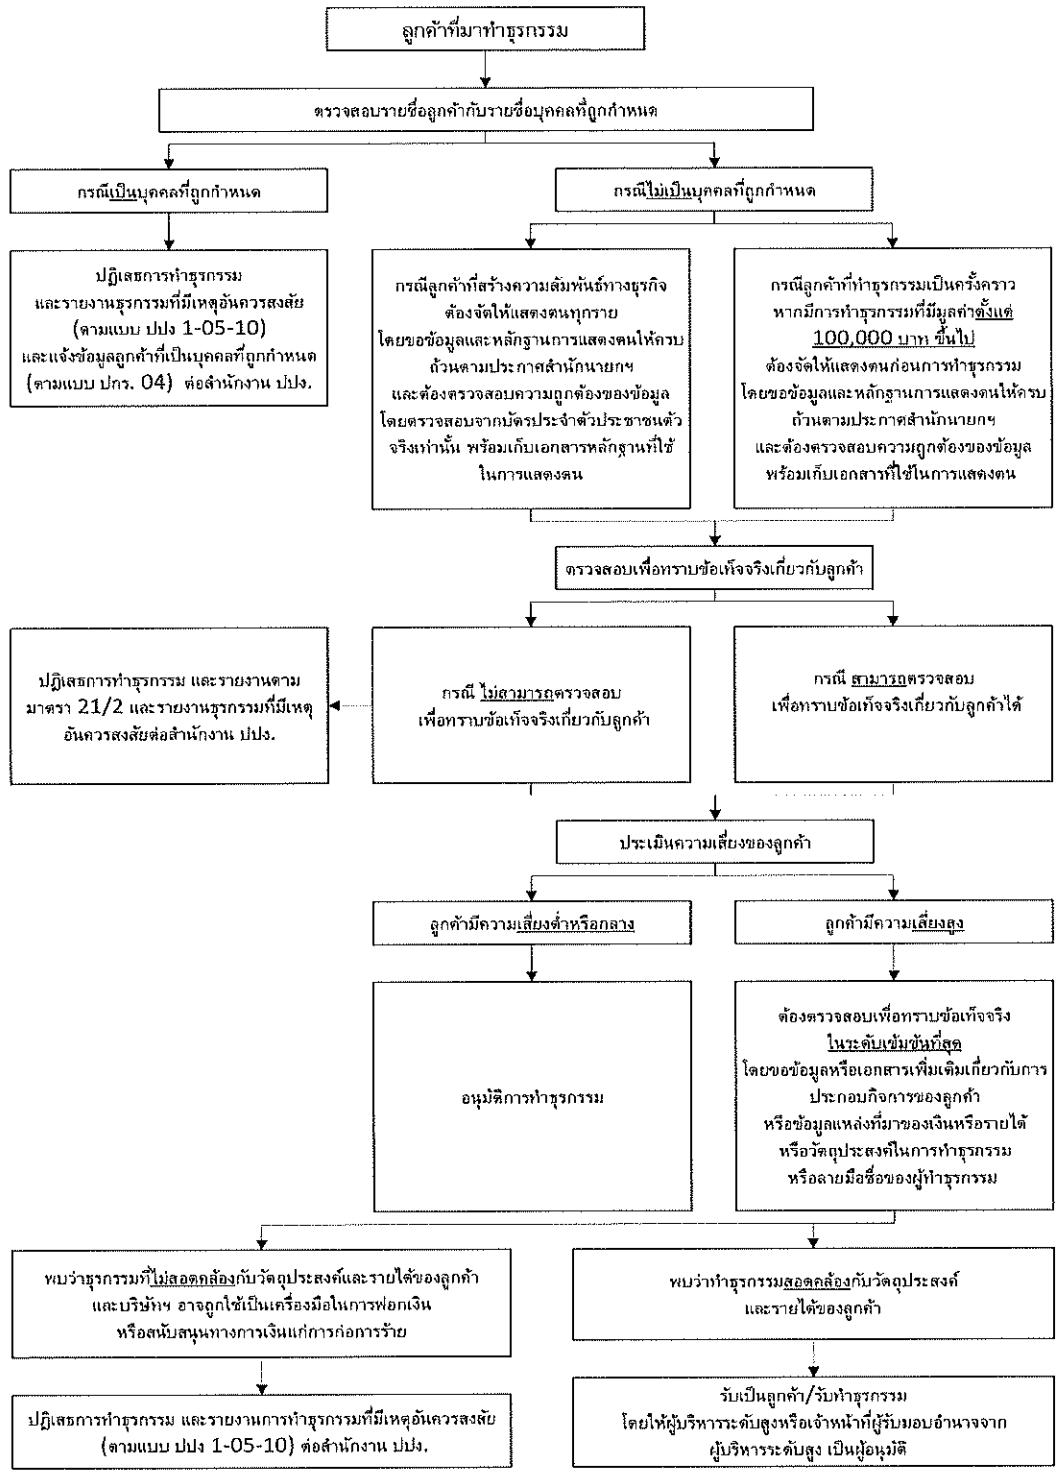 ลูกค้าที่มาทำธุรกรรม
ตรวจสอบรายชื่อลูกค้ากับรายชื่อบุคคลที่ถูกกำหนด
กรณีเป็นบุคคลที่ถูกกำหนด
กรณีไม่เป็นบุคคลที่ถูกกำหนด
ปฏิเสธการทำธุรกรรม
และรายงานธุรกรรมที่มีเหตุอันควรสงสัย
(ตามแบบ ปปง 1-05-10)
และแจ้งข้อมูลลูกค้าที่เป็นบุคคลที่ถูกกำหนด
(ตามแบบ ปกร. 04) ต่อสำนักงาน ปปง.
กรณีลูกค้าที่สร้างความสัมพันธ์ทางธุรกิจ
ต้องจัดให้แสดงตนทุกราย
โดยขอข้อมูลและหลักฐานการแสดงตนให้ครบ
ถ้วนตามประกาศสำนักนายกฯ
และต้องตรวจสอบความถูกต้องของข้อมูล
โดยตรวจสอบจากบัตรประจำตัวประชาชนตัว
จริงเท่านั้น พร้อมเก็บเอกสารหลักฐานที่ใช้
ในการแสดงตน
กรณีลูกค้าที่ทำธุรกรรมเป็นครั้งคราว
หากมีการทำธุรกรรมที่มีมูลค่าตั้งแต่
100,000 บาท ขึ้นไป
ต้องจัดให้แสดงตนก่อนการทำธุรกรรม
โดยขอข้อมูลและหลักฐานการแสดงตนให้ครบ
ถ้วนตามประกาศสำนักนายกฯ
และต้องตรวจสอบความถูกต้องของข้อมูล
พร้อมเก็บเอกสารที่ใช้ในการแสดงตน
ตรวจสอบเพื่อทราบข้อเท็จจริงเกี่ยวกับลูกค้า
ปฏิเสธการทำธุรกรรม และรายงานตาม
มาตรา 21/2 และรายงานธุรกรรมที่มีเหตุ
อันควรสงสัยต่อสำนักงาน ปปง.
กรณี ไม่สามารถตรวจสอบ
เพื่อทราบข้อเท็จจริงเกี่ยวกับลูกค้า
กรณี สามารถตรวจสอบ
เพื่อทราบข้อเท็จจริงเกี่ยวกับลูกค้าได้
ประเมินความเสี่ยงของลูกค้า
ลูกค้ามีความเสี่ยงต่ำหรือกลาง
ลูกค้ามีความเสี่ยงสูง
อนุมัติการทำธุรกรรม
ต้องตรวจสอบเพื่อทราบข้อเท็จจริง
ในระดับเข้มข้นที่สุด
โดยขอข้อมูลหรือเอกสารเพิ่มเติมเกี่ยวกับการ
ประกอบกิจการของลูกค้า
หรือข้อมูลแหล่งที่มาของเงินหรือรายได้
หรือวัตถุประสงค์ในการทำธุรกรรม
หรือลายมือชื่อของผู้ทำธุรกรรม
พบว่าธุรกรรมที่ไม่สอดคล้องกับวัตถุประสงค์และรายได้ของลูกค้า
และบริษัทฯ อาจถูกใช้เป็นเครื่องมือในการฟอกเงิน
หรือสนับสนุนทางการเงินแก่การก่อการร้าย
พบว่าทำธุรกรรมสอดคล้องกับวัตถุประสงค์
และรายได้ของลูกค้า
ปฏิเสธการทำธุรกรรม และรายงานการทำธุรกรรมที่มีเหตุอันควรสงสัย
(ตามแบบ ปปง 1-05-10) ต่อสำนักงาน ปปง.
รับเป็นลูกค้า/รับทำธุรกรรม
โดยให้ผู้บริหารระดับสูงหรือเจ้าหน้าที่ผู้รับมอบอำนาจจาก
ผู้บริหารระดับสูง เป็นผู้อนุมัติ